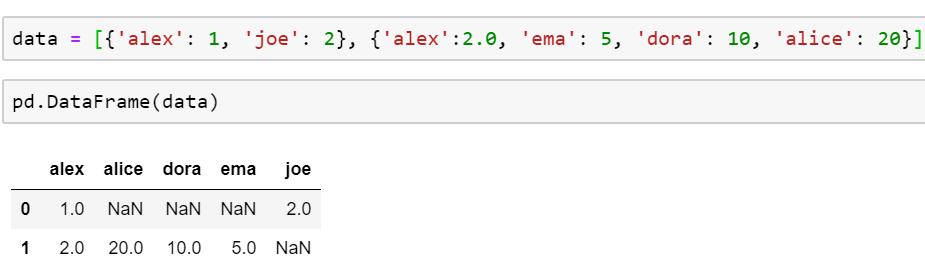 data = [{'alex': 1, 'joe': 2}, {'alex':2.0, 'ema': 5, 'dora': 10, 'alice': 20}]
pd.DataFrame(data)
alex alice dora ema joe
0 1.0 NaN NaN NaN 2.0
1 2.0 20.0 10.0 5.0 NaN